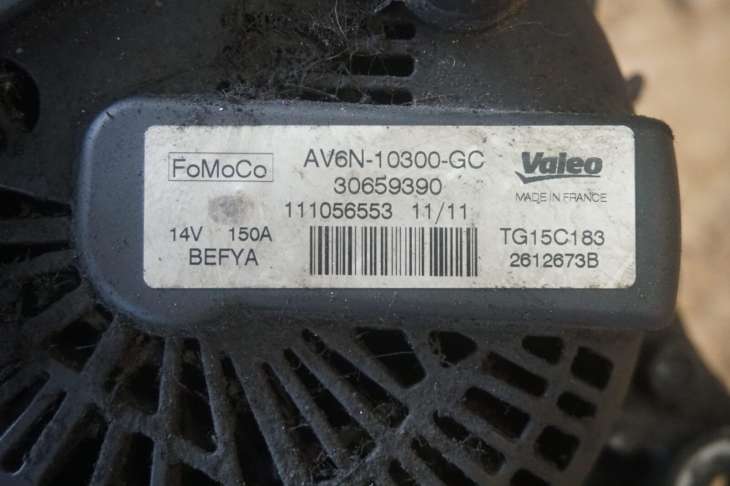 FoMoCo
AV6N-10300-GC
30659390
111056553 11/11
14V 150A
BEFYA
Valeo
MADE IN FRANCE
TG15C183
2612673B